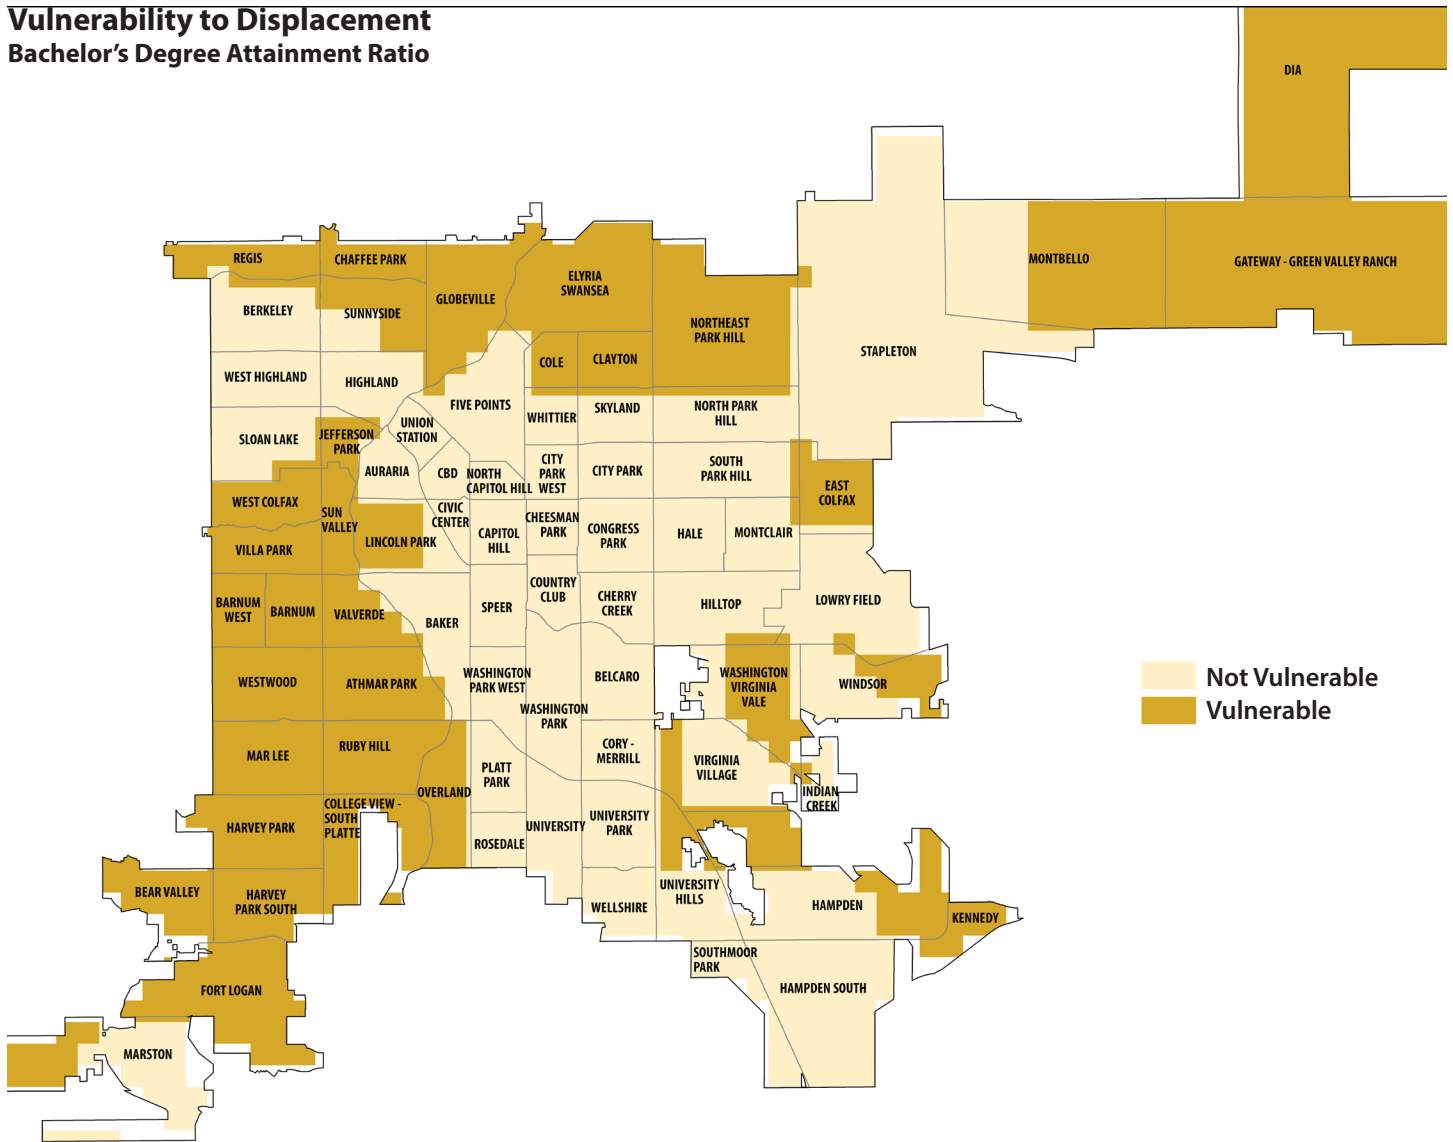 Vulnerability to Displacement
Bachelor's Degree Attainment Ratio
DIA
REGIS
CHAFFEE PARK
GLOBEVILLE
ELYRIA
SWANSEA
MONTBELLO
GATEWAY - GREEN VALLEY RANCH
BERKELEY
SUNNYSIDE
NORTHEAST
PARK HILL
STAPLETON
COLE
CLAYTON
WEST HIGHLAND
HIGHLAND
FIVE POINTS
WHITTIER
SKYLAND
NORTH PARK
HILL
SLOAN LAKE
JEFFERSON
PARK
UNION
STATION
AURARIA
CBD
NORTH
CAPITOL HILL
CITY
PARK
WEST
CITY PARK
SOUTH
PARK HILL
EAST
COLFAX
WEST COLFAX
SUN
VALLEY
LINCOLN PARK
CIVIC
CENTER
CAPITOL
HILL
CHEESMAN
PARK
CONGRESS
PARK
HALE
MONTCLAIR
VILLA PARK
BARNUM
WEST
BARNUM
VALVERDE
BAKER
SPEER
COUNTRY
CLUB
CHERRY
CREEK
HILLTOP
LOWRY FIELD
WESTWOOD
ATHMAR PARK
WASHINGTON
PARK WEST
WASHINGTON
PARK
BELCARO
WASHINGTON
VIRGINIA
VALE
WINDSOR
Not Vulnerable
Vulnerable
MAR LEE
RUBY HILL
OVERLAND
PLATT
PARK
CORY -
MERRILL
VIRGINIA
VILLAGE
INDIAN
CREEK
HARVEY PARK
COLLEGE VIEW -
SOUTH
PLATTE
ROSEDALE
UNIVERSITY
UNIVERSITY
PARK
BEAR VALLEY
HARVEY
PARK SOUTH
WELLSHIRE
UNIVERSITY
HILLS
HAMPDEN
KENNEDY
FORT LOGAN
SOUTHMOOR
PARK
HAMPDEN SOUTH
MARSTON